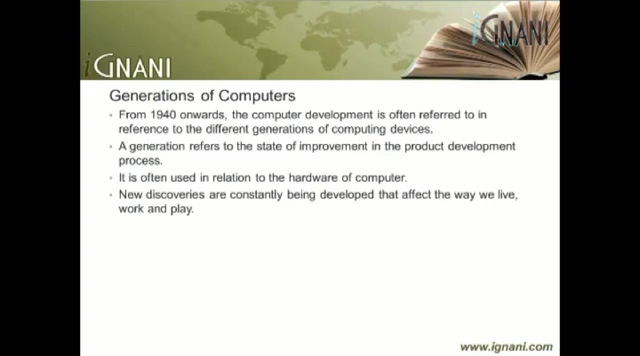 iGNANI
iGNANI
Generations of Computers
From 1940 onwards, the computer development is often referred to in
reference to the different generations of computing devices.
A generation refers to the state of improvement in the product development
process.
It is often used in relation to the hardware of computer.
New discoveries are constantly being developed that affect the way we live,
work and play.
www.ignani.com